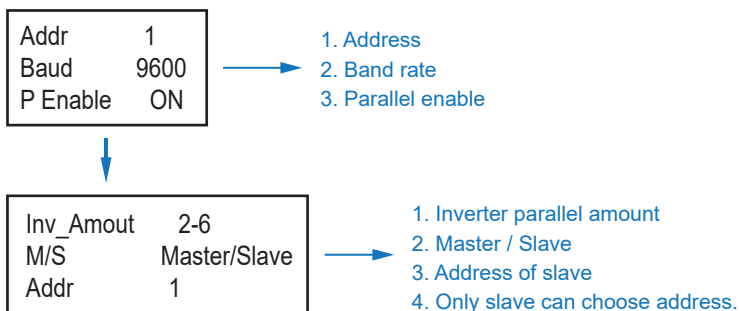 Addr 1
Baud 9600
P Enable ON
1. Address
2. Band rate
3. Parallel enable
Inv_Amout 2-6
M/S Master/Slave
Addr 1
1. Inverter parallel amount
2. Master / Slave
3. Address of slave
4. Only slave can choose address.